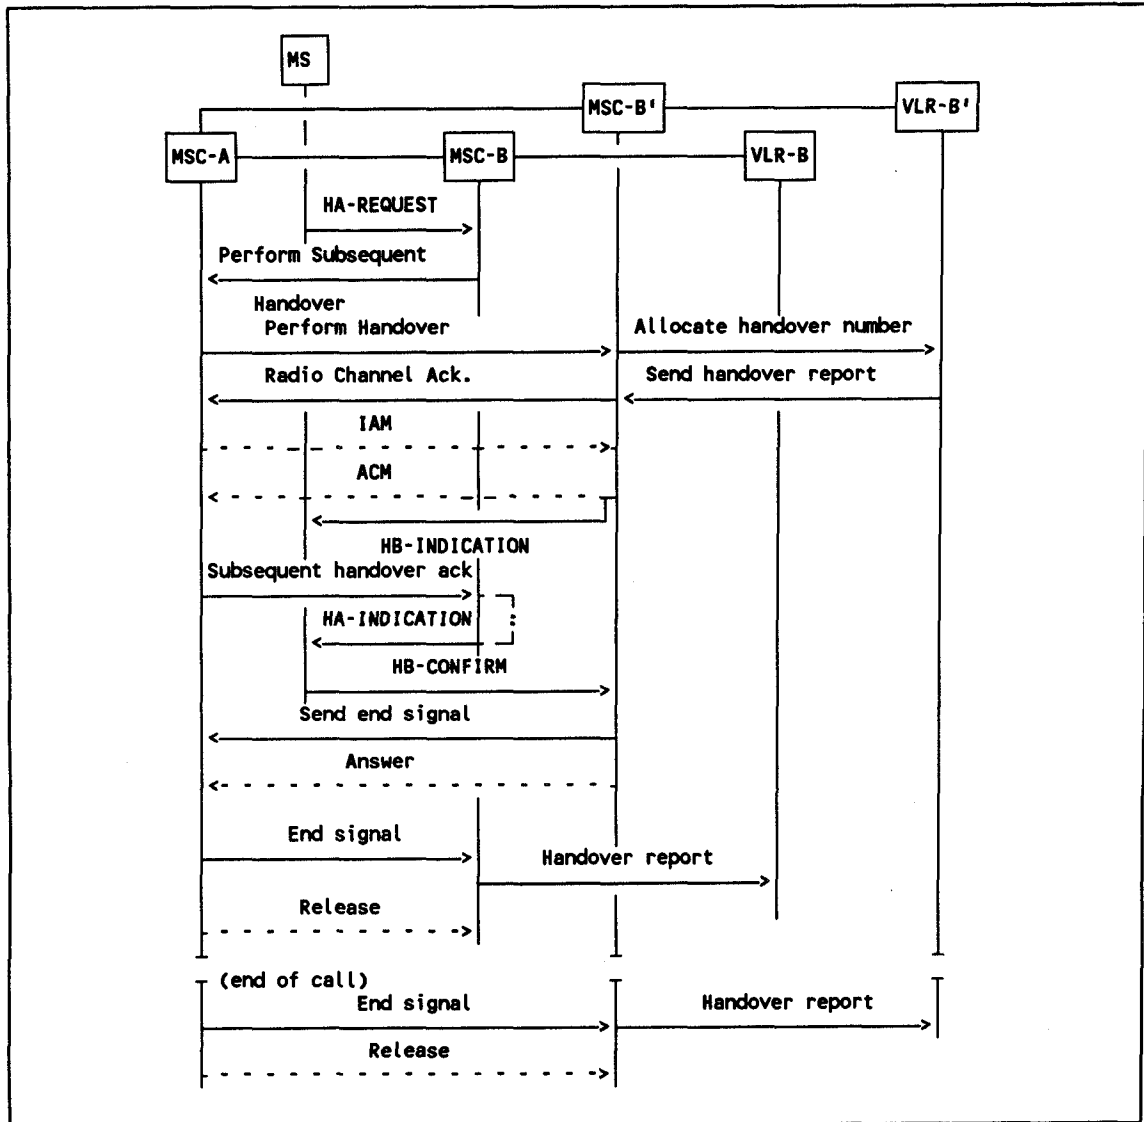 MS
MSC-B'
VLR-B'
MSC-A
MSC-B
VLR-B
HA-REQUEST
Perform Subsequent
Handover
Perform Handover
Allocate handover number
Radio Channel Ack.
Send handover report
IAM
ACM
HB-INDICATION
Subsequent handover ack
HA-INDICATION
HB-CONFIRM
Send end signal
Answer
End signal
Handover report
Release
(end of call)
End signal
Handover report
Release